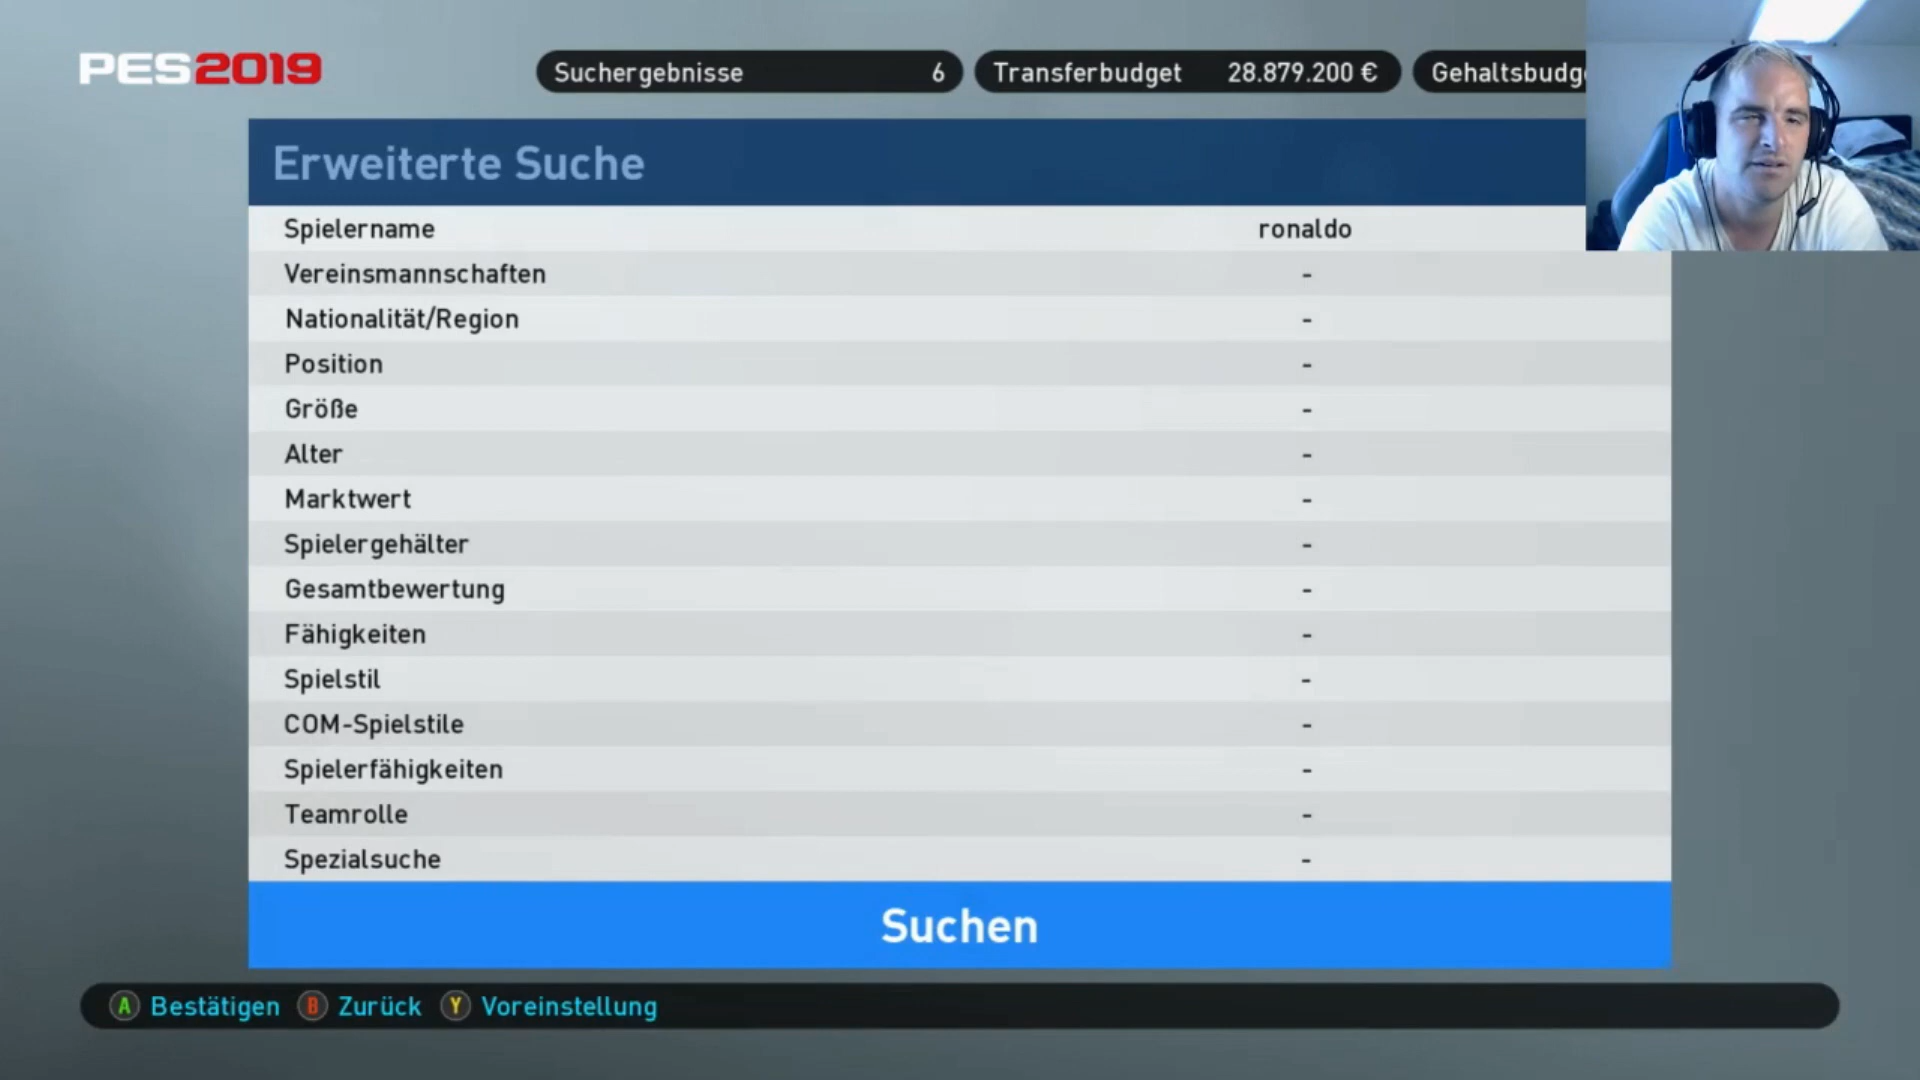 PES2019
Suchergebnisse 6 Transferbudget 28.879.200 €
Erweiterte Suche
Spielername ronaldo
Vereinsmannschaften -
Nationalität/Region -
Position -
Größe -
Alter -
Marktwert -
Spielergehälter -
Gesamtbewertung -
Fähigkeiten -
Spielstil -
COM-Spielstile -
Spielerfähigkeiten -
Teamrolle -
Spezialsuche -
Suchen
A Bestätigen B Zurück Y Voreinstellung